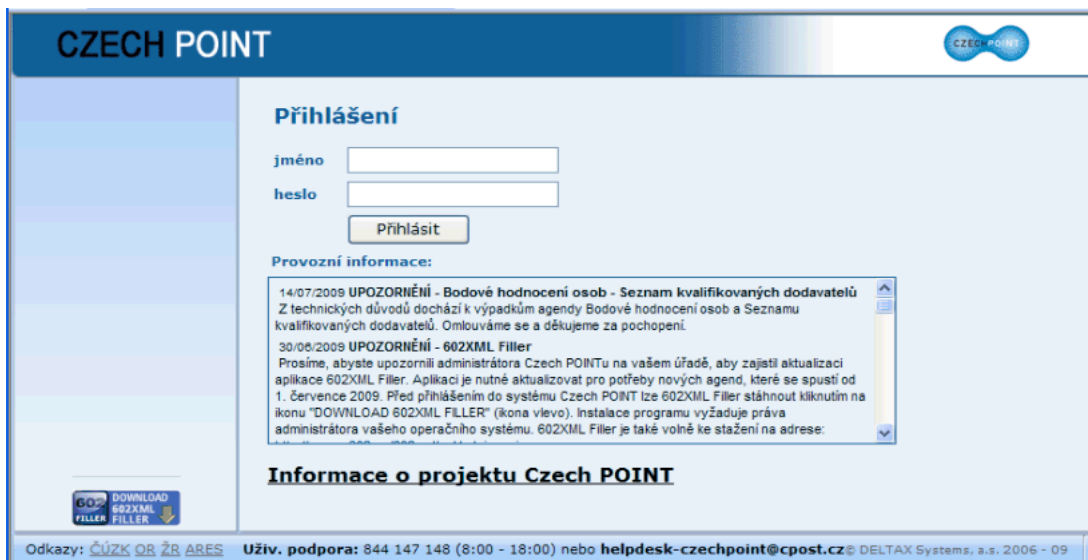 CZECH POINT
CZECHPOINT
Přihlášení
jméno
heslo
Přihlásit
Provozní informace:
14/07/2009 UPOZORNĚNÍ - Bodové hodnocení osob - Seznam kvalifikovaných dodavatelů
Z technických důvodů dochází k výpadkům agendy Bodové hodnocení osob a Seznamu
kvalifikovaných dodavatelů. Omlouváme se a děkujeme za pochopení.
30/06/2009 UPOZORNĚNÍ - 602XML Filler
Prosíme, abyste upozornili administrátora Czech POINTu na vašem úřadě, aby zajistil aktualizaci
aplikace 602XML Filler. Aplikaci je nutné aktualizovat pro potřeby nových agend, které se spustí od
1. července 2009. Před přihlášením do systému Czech POINT lze 602XML Filler stáhnout kliknutím na
ikonu "DOWNLOAD 602XML FILLER" (ikona vlevo). Instalace programu vyžaduje práva
administrátora vašeho operačního systému. 602XML Filler je také volně ke stažení na adrese:
Informace o projektu Czech POINT
602 FILLER
DOWNLOAD
602XML
FILLER
Odkazy: ČÚZK OR ŽR ARES Uživ. podpora: 844 147 148 (8:00 - 18:00) nebo helpdesk-czechpoint@cpost.cz © DELTAX Systems, a.s. 2006 - 09